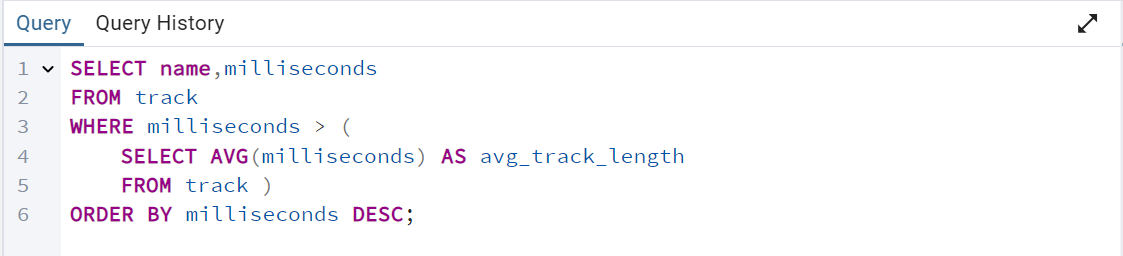 Query Query History
1 SELECT name,milliseconds
2 FROM track
3 WHERE milliseconds > (
4 SELECT AVG(milliseconds) AS avg_track_length
5 FROM track )
6 ORDER BY milliseconds DESC;